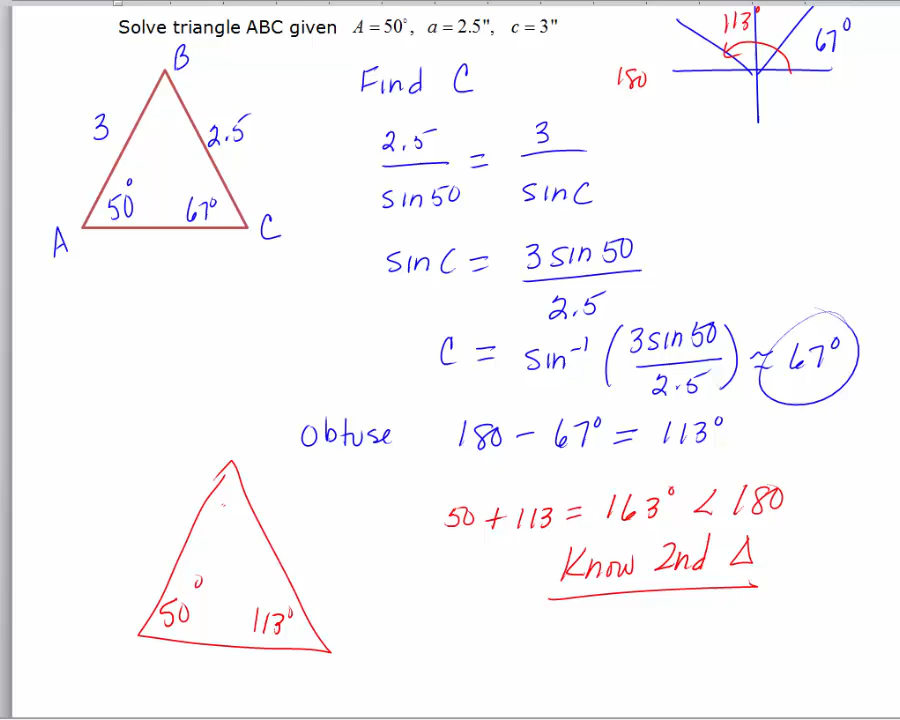 Solve triangle ABC given A = 50°, a = 2.5", c = 3"
113°
67°
180
B
3
2.5
50°
67°
A
C
Find C
2.5 / sin 50 = 3 / sin C
sin C = 3 sin 50 / 2.5
C = sin⁻¹ ( 3 sin 50 / 2.5 ) ≈ 67°
Obtuse 180 - 67° = 113°
50 + 113 = 163° < 180
Know 2nd Δ
50°
113°